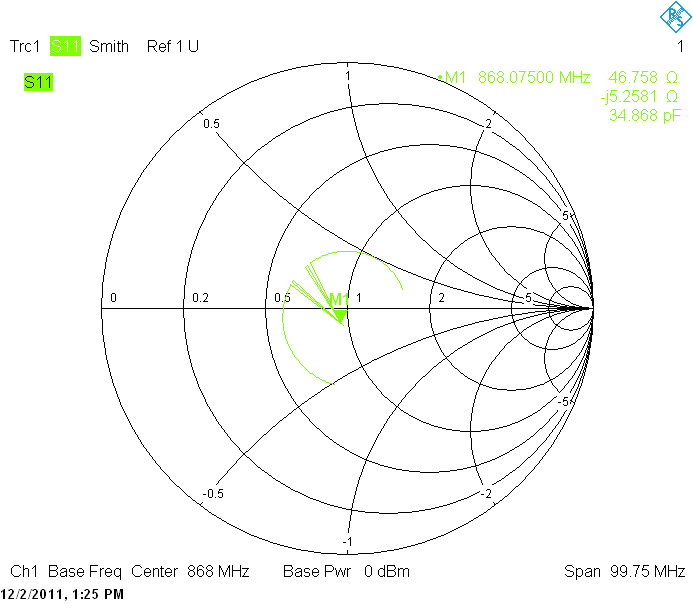 R&S
Trc1 S11 Smith Ref 1 U 1
S11
•M1 868.07500 MHz 46.758 Ω
-j5.2581 Ω
34.868 pF
1
0.5 2
5
M1
0 0.2 0.5 1 2 5
-5
-0.5 -2
-1
Ch1 Base Freq Center 868 MHz Base Pwr 0 dBm Span 99.75 MHz
12/2/2011, 1:25 PM